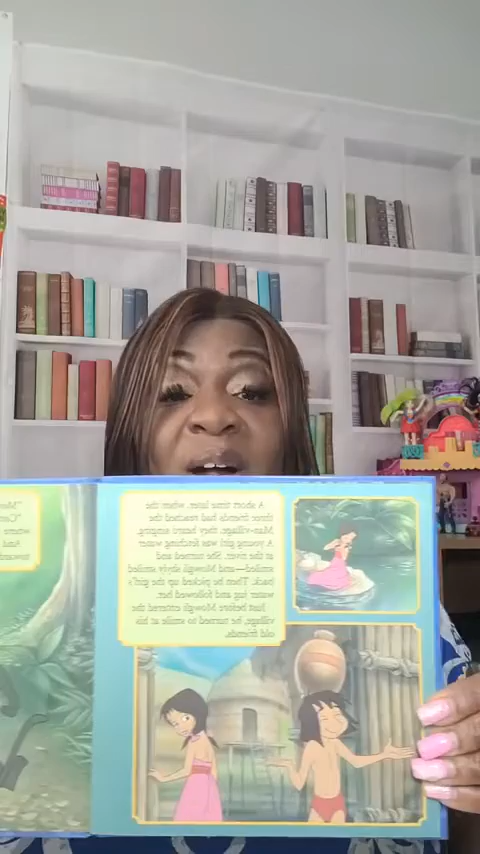 A short time later, when the
three friends had reached the
Man-village, they heard singing.
A young girl was fetching water
at the river. She turned and
smiled—and Mowgli shyly smiled
back. Then he picked up the girl's
water jug and followed her.
Just before Mowgli entered the
village, he turned to smile at his
old friends.